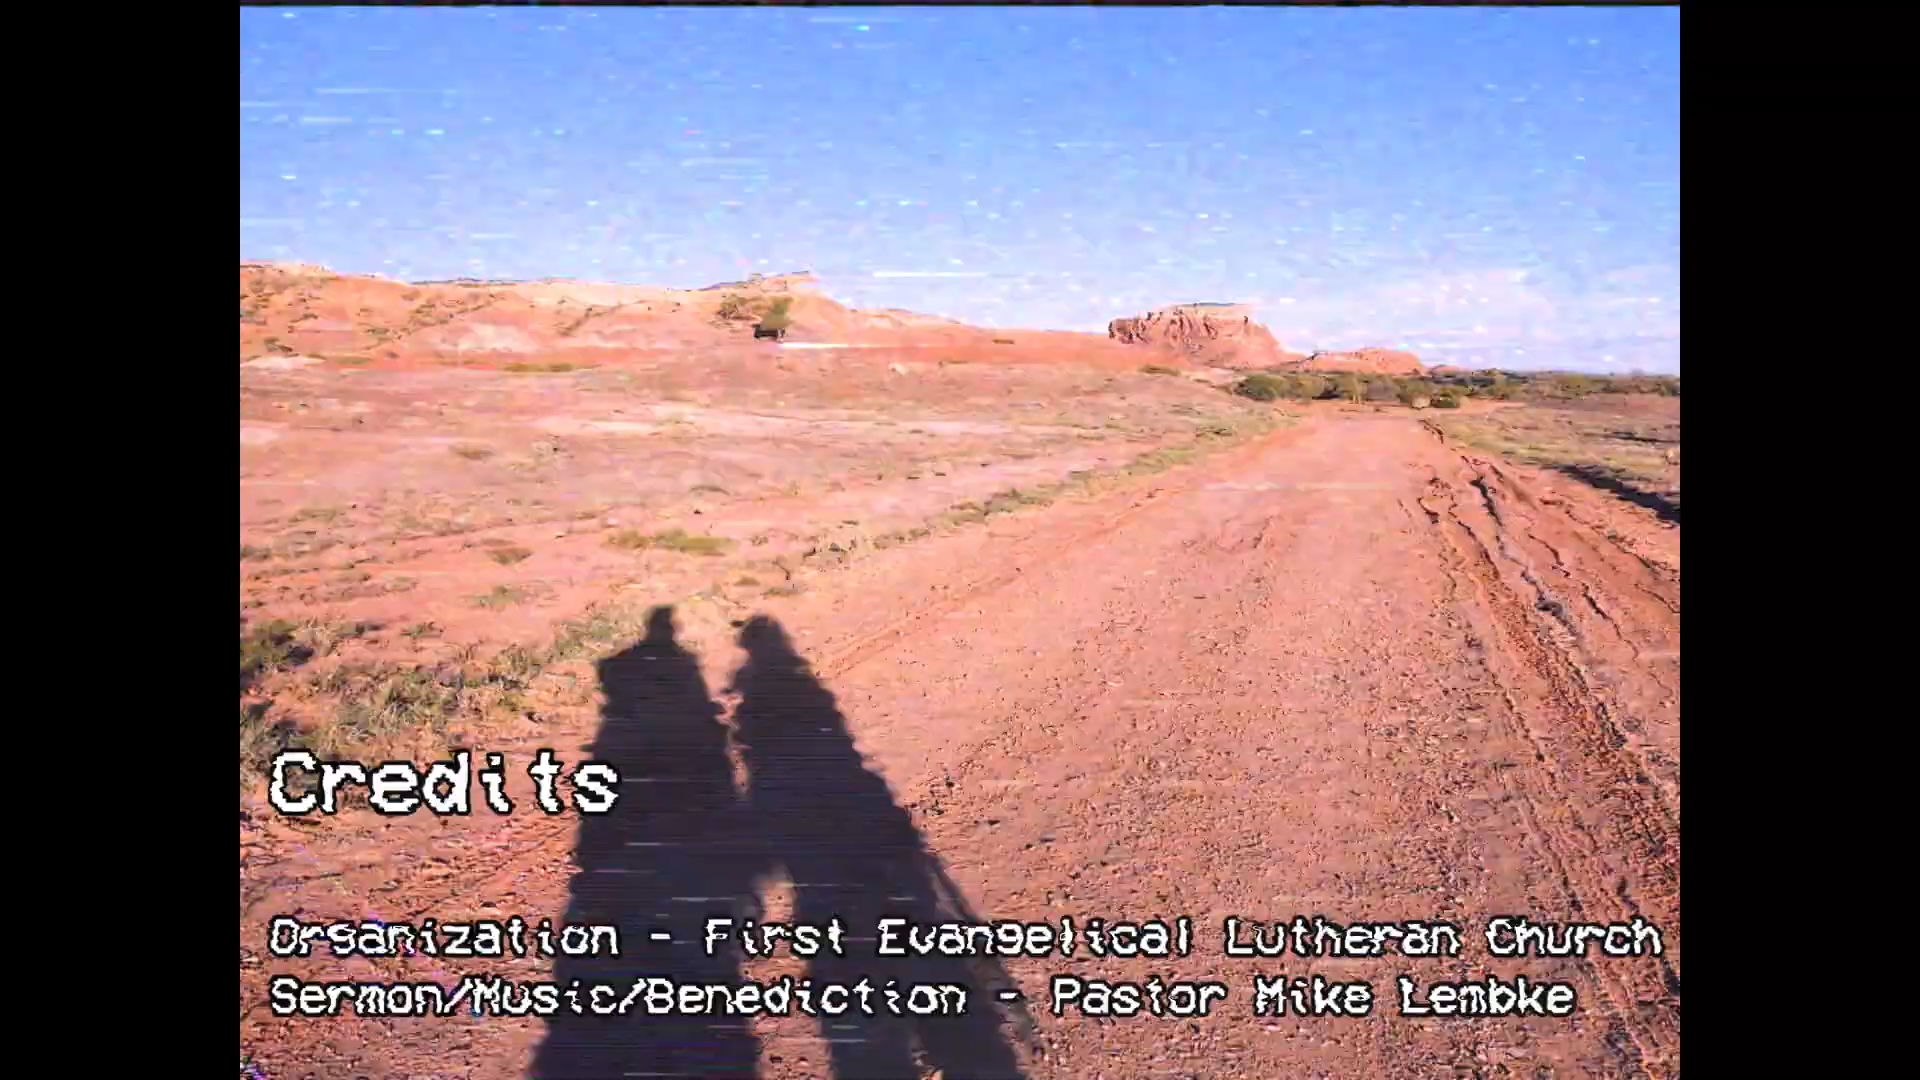 Credits
Organization - First Evangelical Lutheran Church
Sermon/Music/Benediction - Pastor Mike Lembke